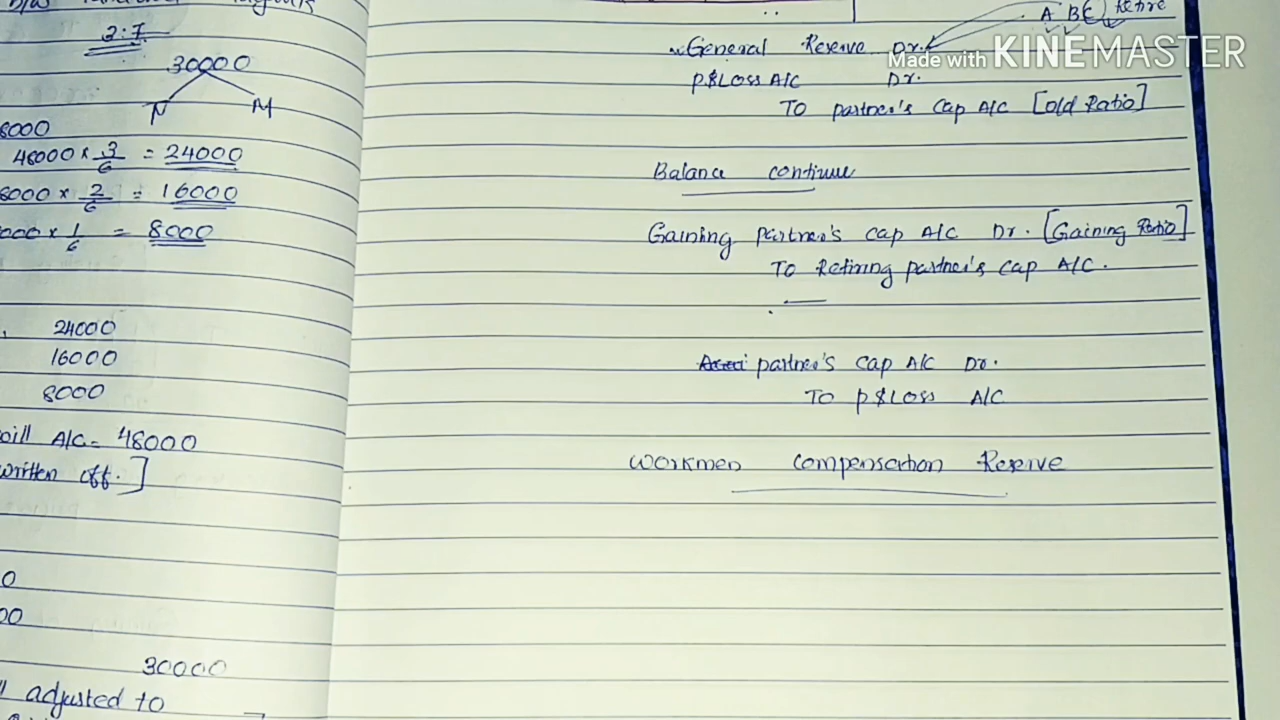 2:7
30000
N M
8000
48000 x 3/6 = 24000
8000 x 2/6 = 16000
000 x 1/6 = 8000
24000
16000
8000
will A/C = 48000
written off.]
0
00
30000
adjusted to
A B C Retire
General Reserve Dr.
P$Loss A/C Dr.
To partner's Cap A/C [old Ratio]
Balance continue
Gaining partner's cap A/C Dr. [Gaining Ratio]
To Retiring partner's cap A/C.
partner's cap A/C Dr.
To P$Loss A/C
Workmen Compensation Reserve
Made with KINEMASTER